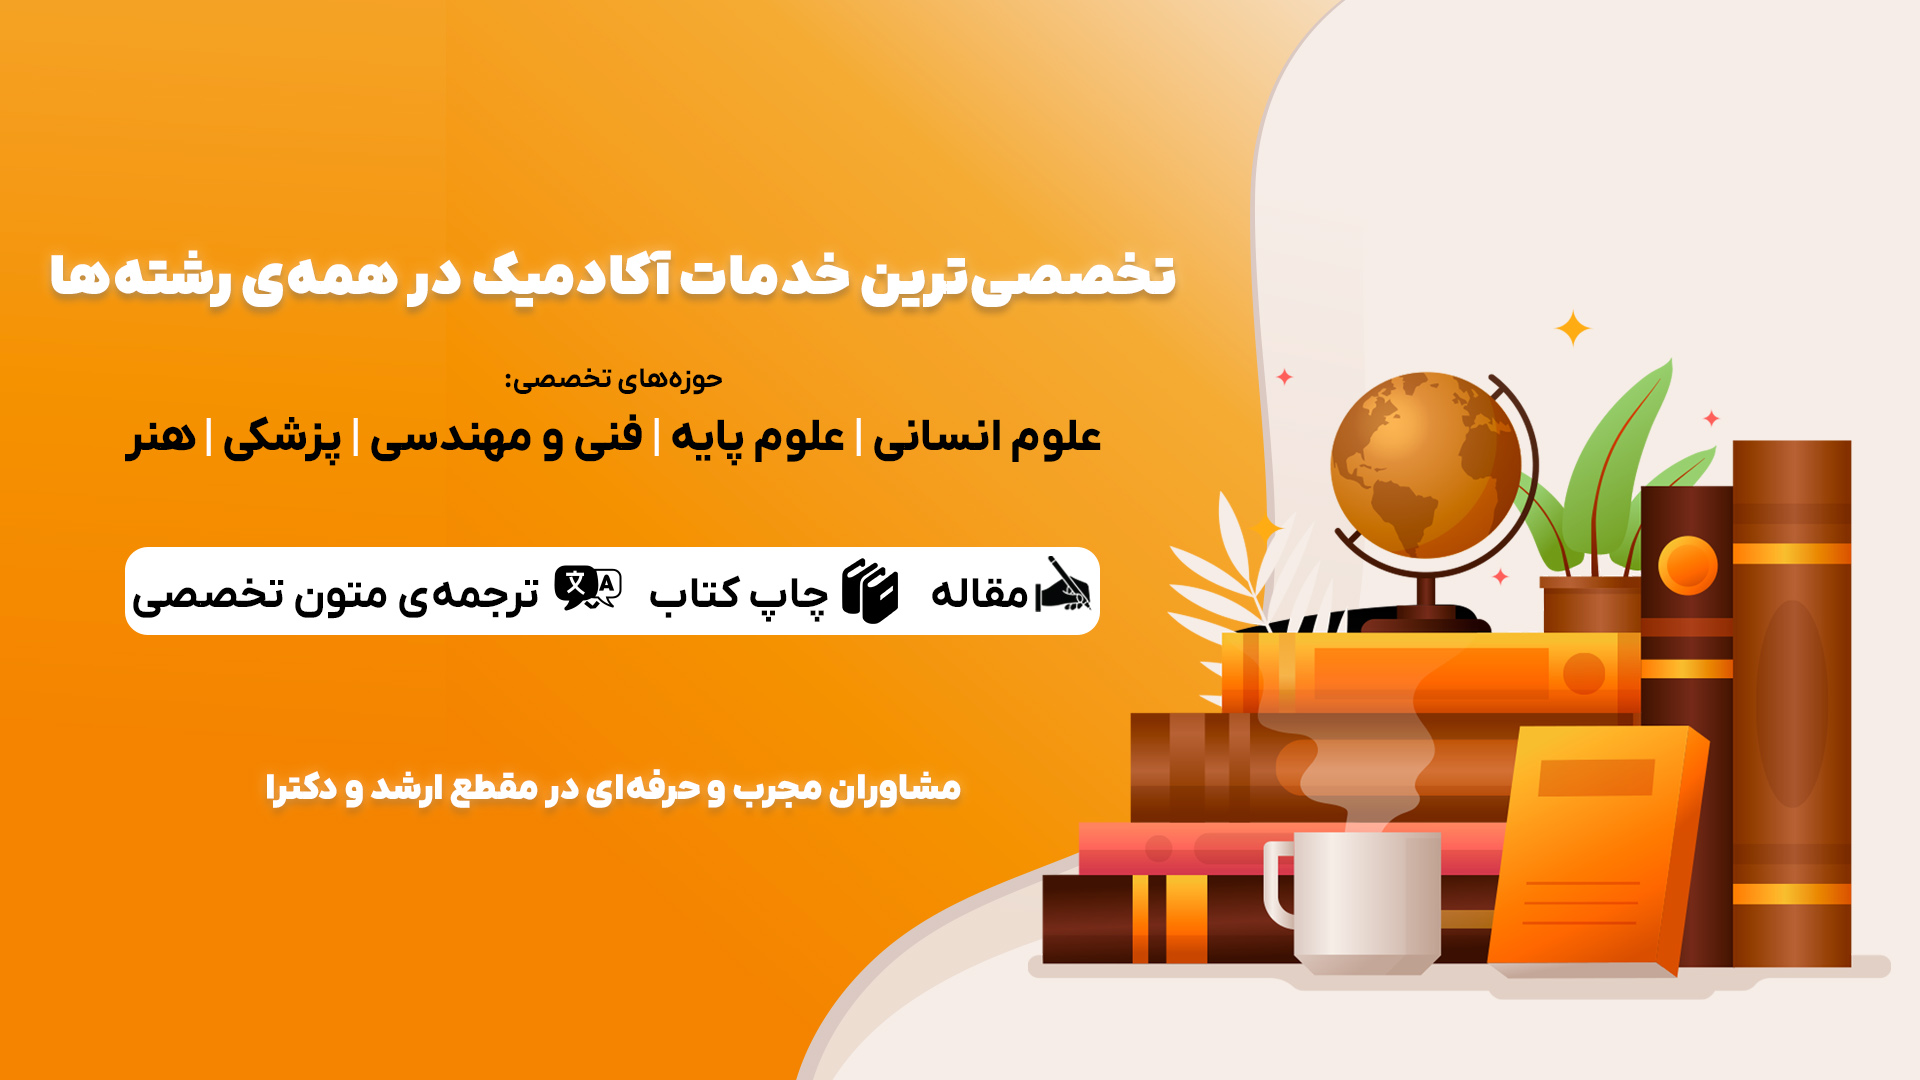 تخصصی‌ترین خدمات آکادمیک در همه‌ی رشته‌ها
حوزه‌های تخصصی:
علوم انسانی | علوم پایه | فنی و مهندسی | پزشکی | هنر
مقاله چاپ کتاب ترجمه‌ی متون تخصصی
مشاوران مجرب و حرفه‌ای در مقطع ارشد و دکترا